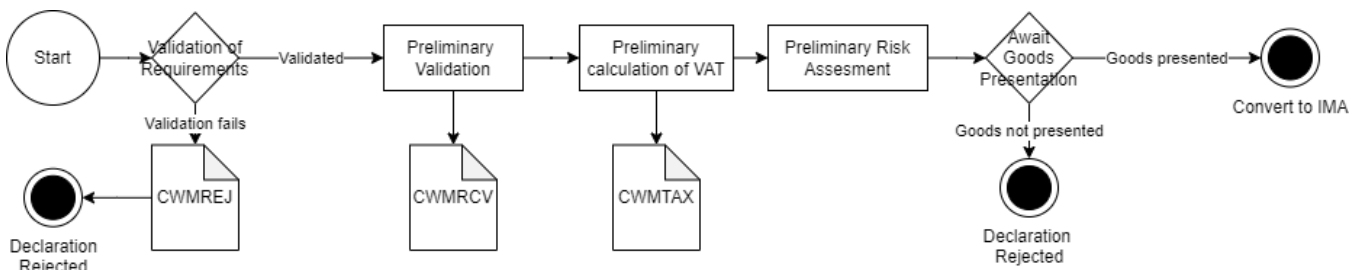 Start
Validation of
Requirements
Validated
Preliminary
Validation
Preliminary
calculation of VAT
Preliminary Risk
Assesment
Await
Goods
Presentation
Goods presented
Convert to IMA
Validation fails
Goods not presented
CWMREJ
CWMRCV
CWMTAX
Declaration
Rejected
Declaration
Rejected